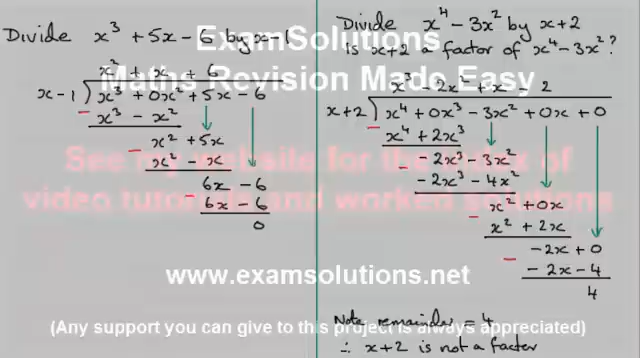 Divide x³ + 5x - 6 by x-1
x² + x + 6
x-1 ) x³ + 0x² + 5x - 6
x³ - x²
x² + 5x
x² - x
6x - 6
6x - 6
0
Divide x⁴ - 3x² by x+2
is x+2 a factor of x⁴ - 3x²?
x³ - 2x² + x - 2
x+2 ) x⁴ + 0x³ - 3x² + 0x + 0
x⁴ + 2x³
- 2x³ - 3x²
- 2x³ - 4x²
x² + 0x
x² + 2x
- 2x + 0
- 2x - 4
4
Note remainder = 4
∴ x+2 is not a factor
ExamSolutions
Maths Revision Made Easy
See my website for the index of
video tutorials and worked solutions
www.examsolutions.net
(Any support you can give to this project is always appreciated)